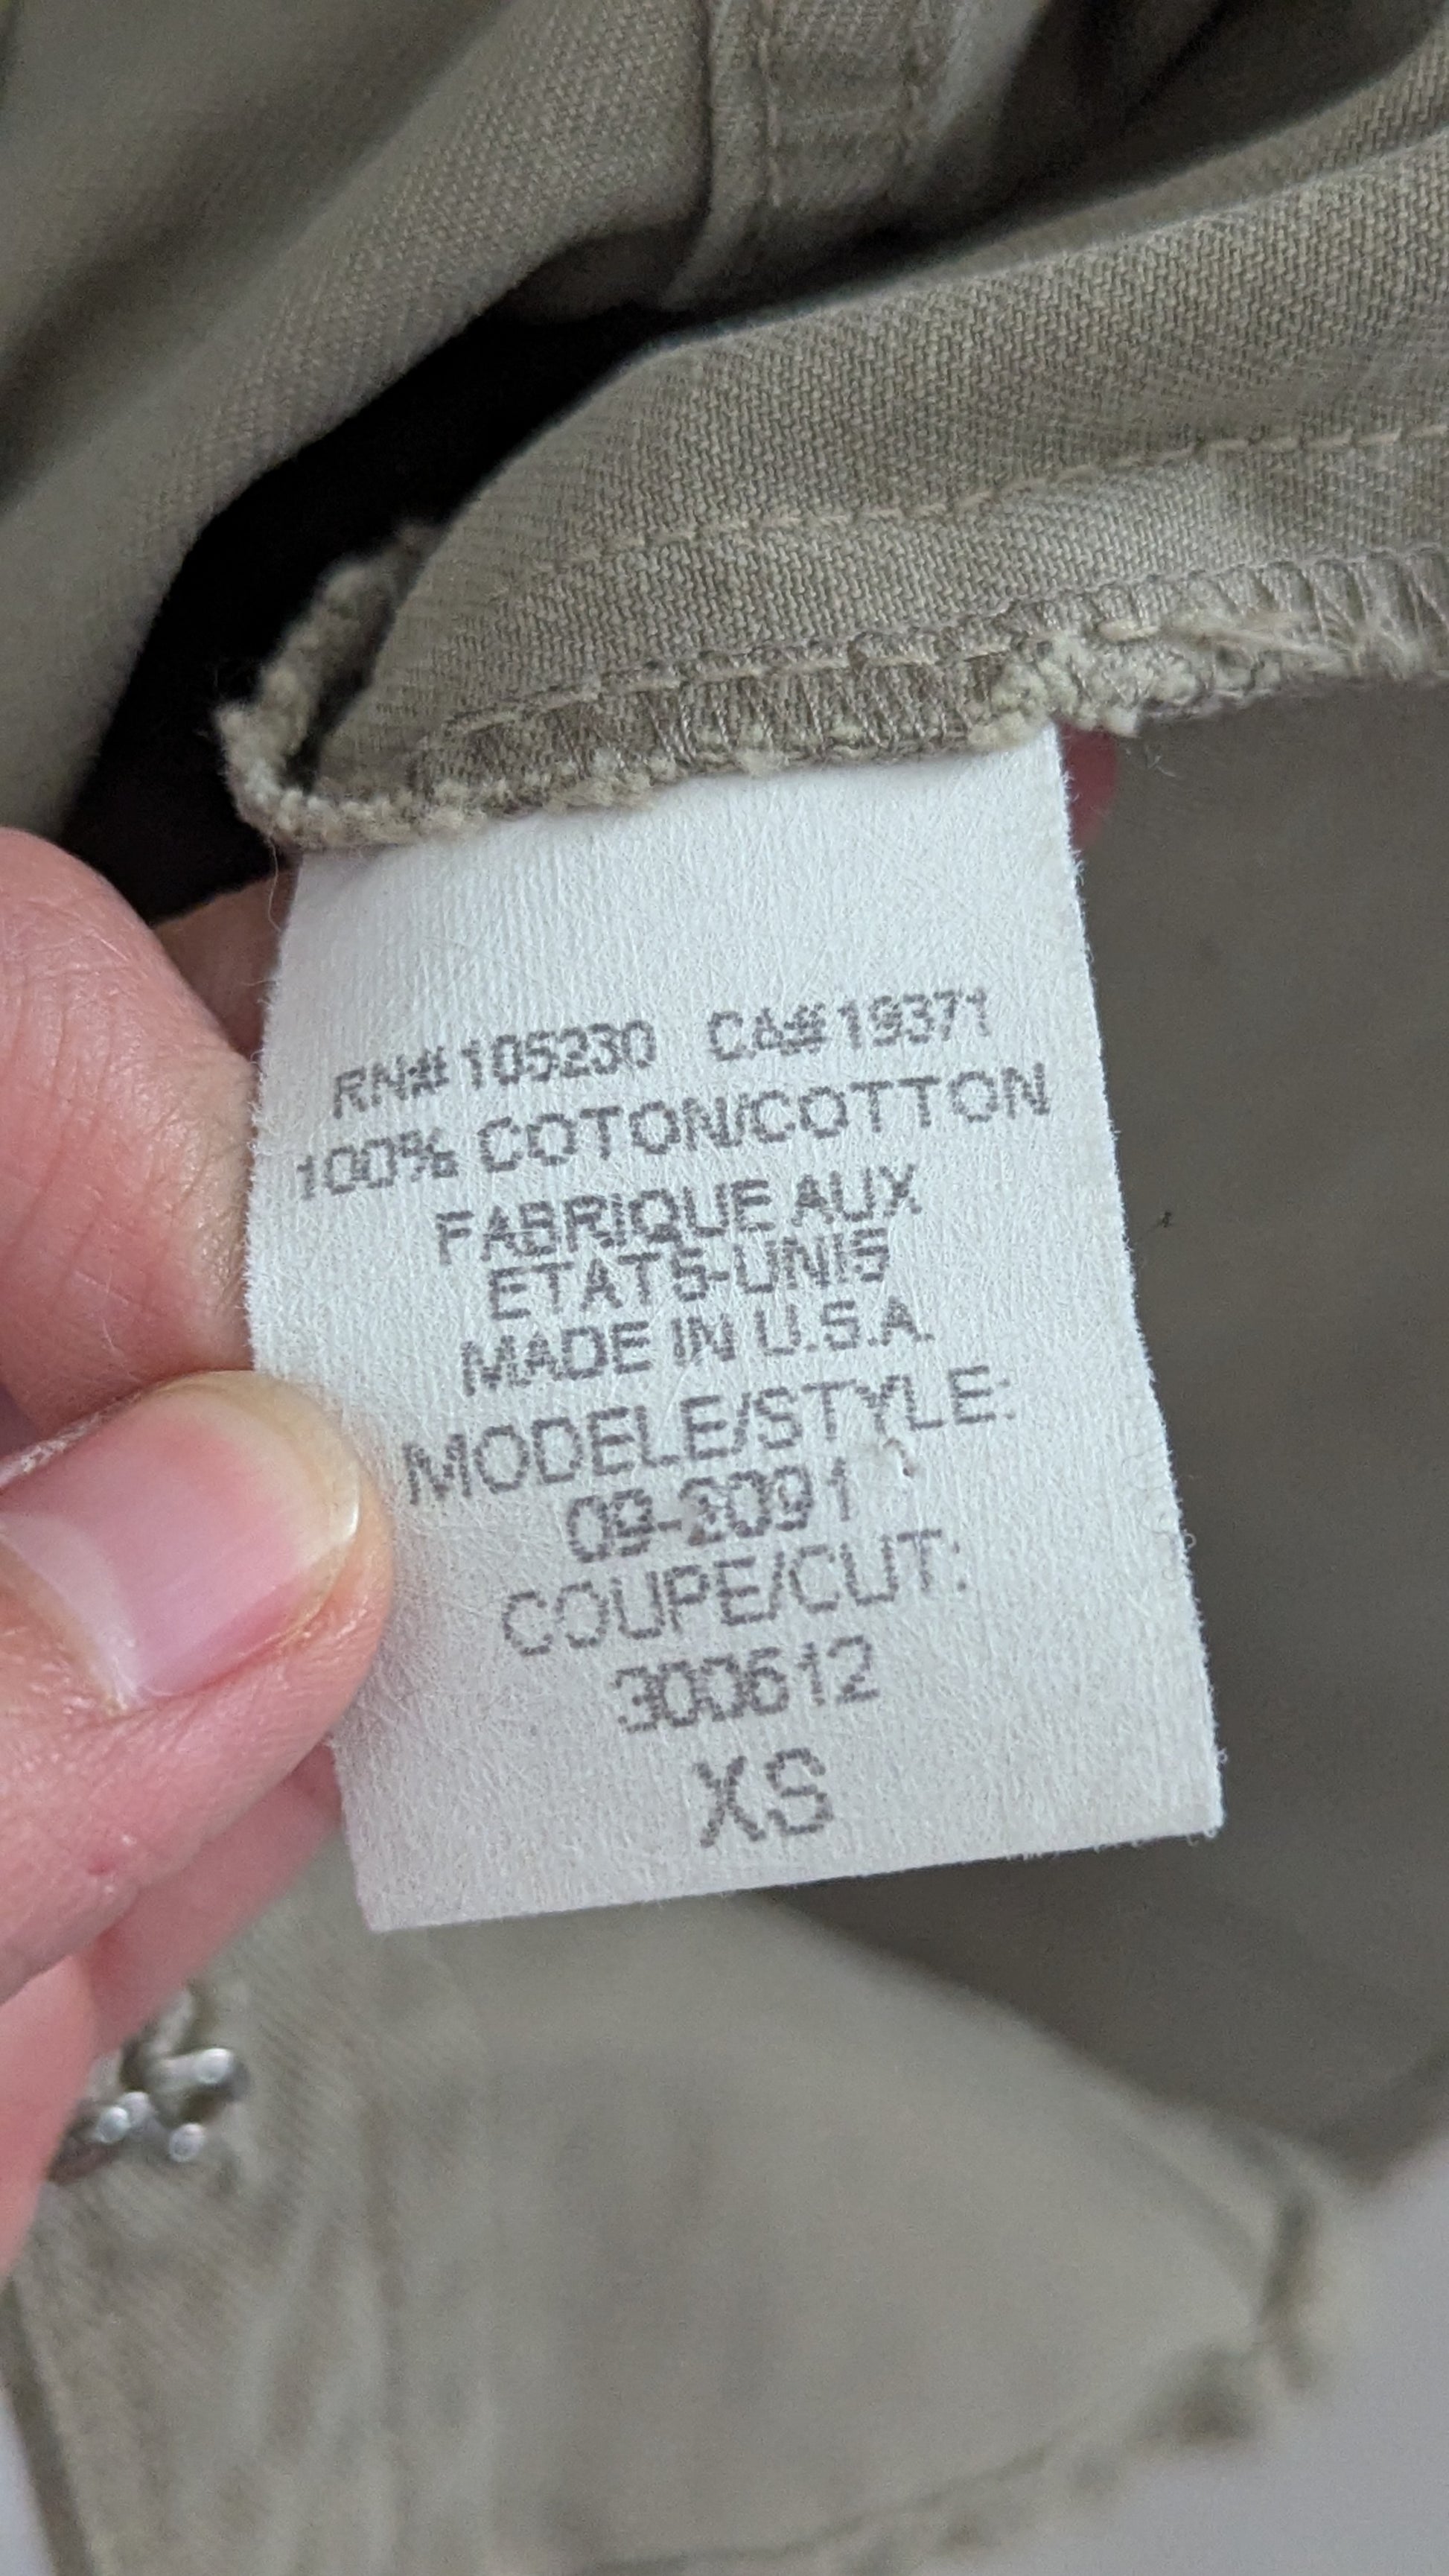 RN#105230 CA#19371
100% COTON/COTTON
FABRIQUE AUX
ETATS-UNIS
MADE IN U.S.A.
MODELE/STYLE:
09-2091
COUPE/CUT:
300612
XS